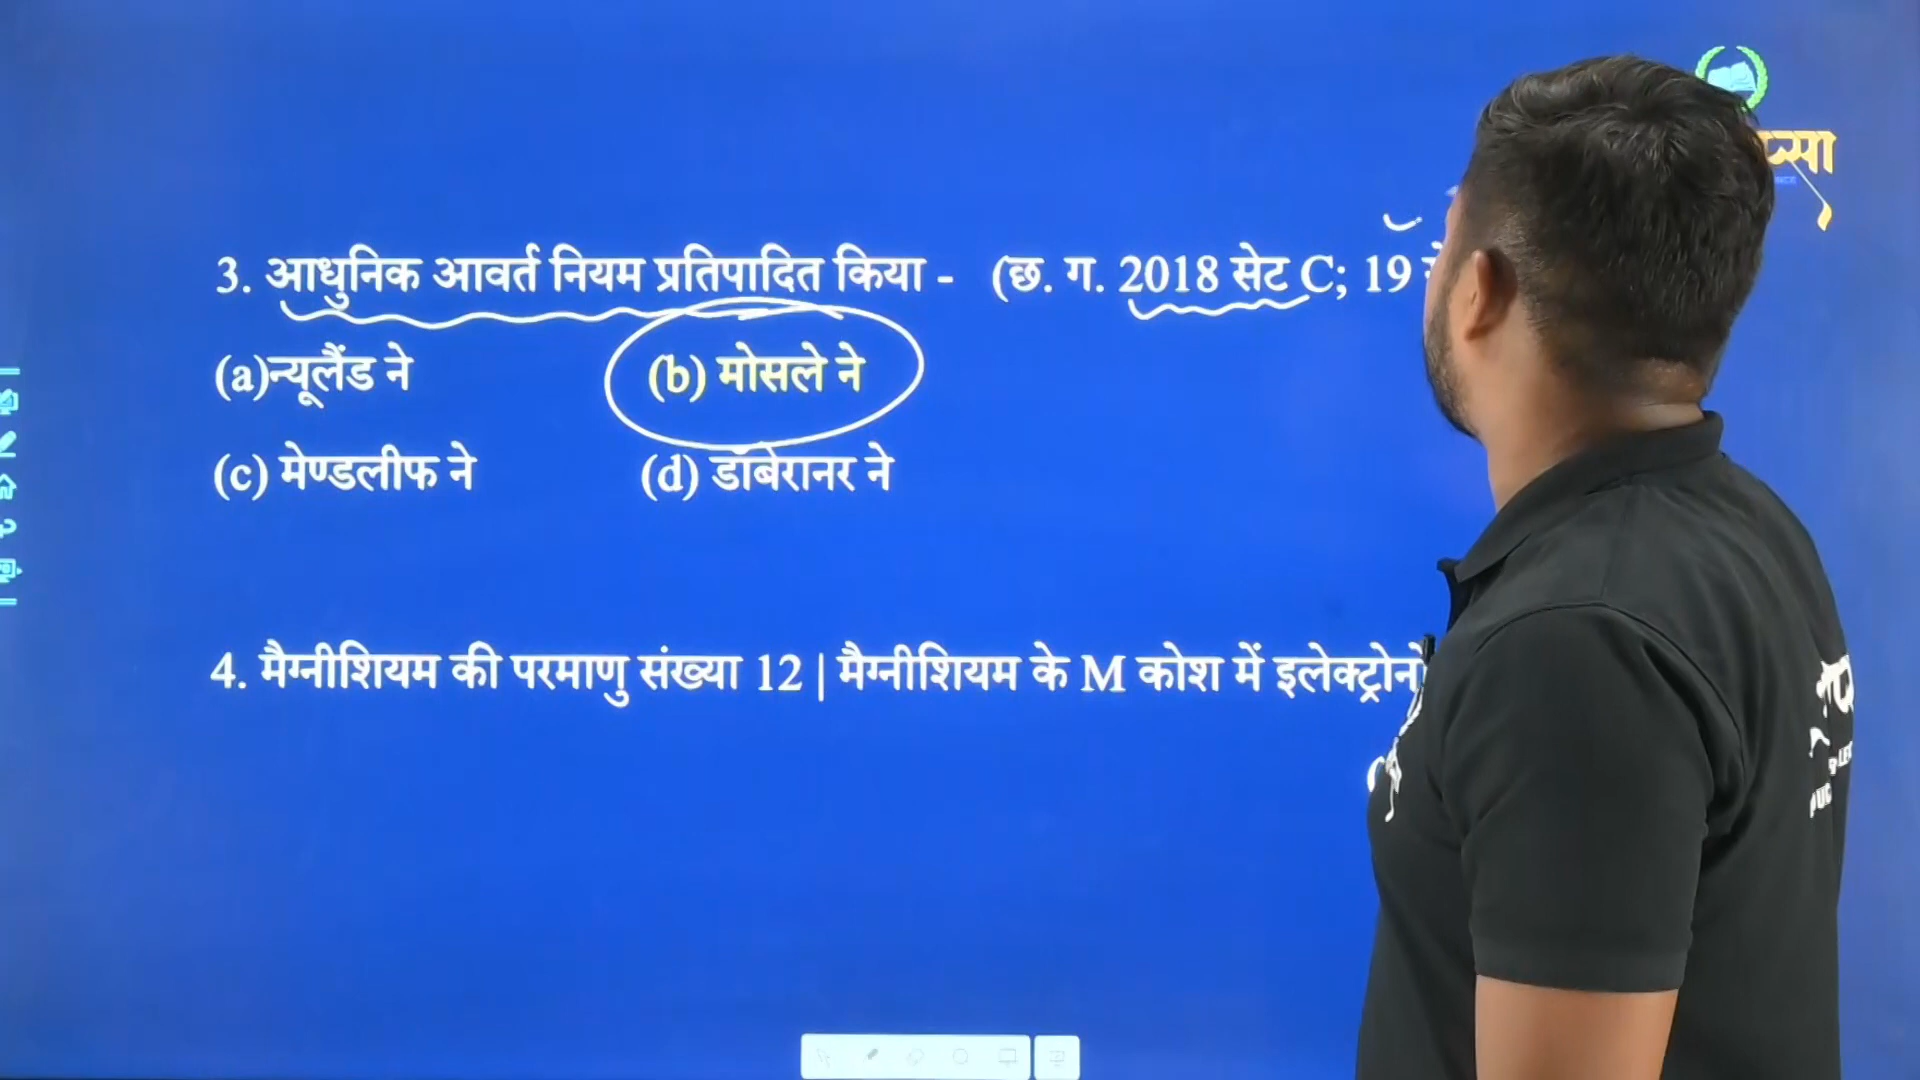 3. आधुनिक आवर्त नियम प्रतिपादित किया - (छ. ग. 2018 सेट C; 19
(a)न्यूलैंड ने (b) मोसले ने
(c) मेण्डलीफ ने (d) डॉबेरानर ने
4. मैग्नीशियम की परमाणु संख्या 12 | मैग्नीशियम के M कोश में इलेक्ट्रोनों